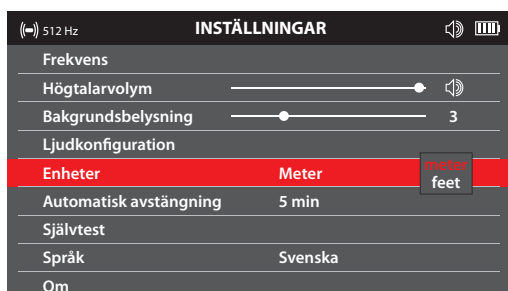 512 Hz INSTÄLLNINGAR
Frekvens
Högtalarvolym
Bakgrundsbelysning 3
Ljudkonfiguration
Enheter Meter meter
feet
Automatisk avstängning 5 min
Självtest
Språk Svenska
Om